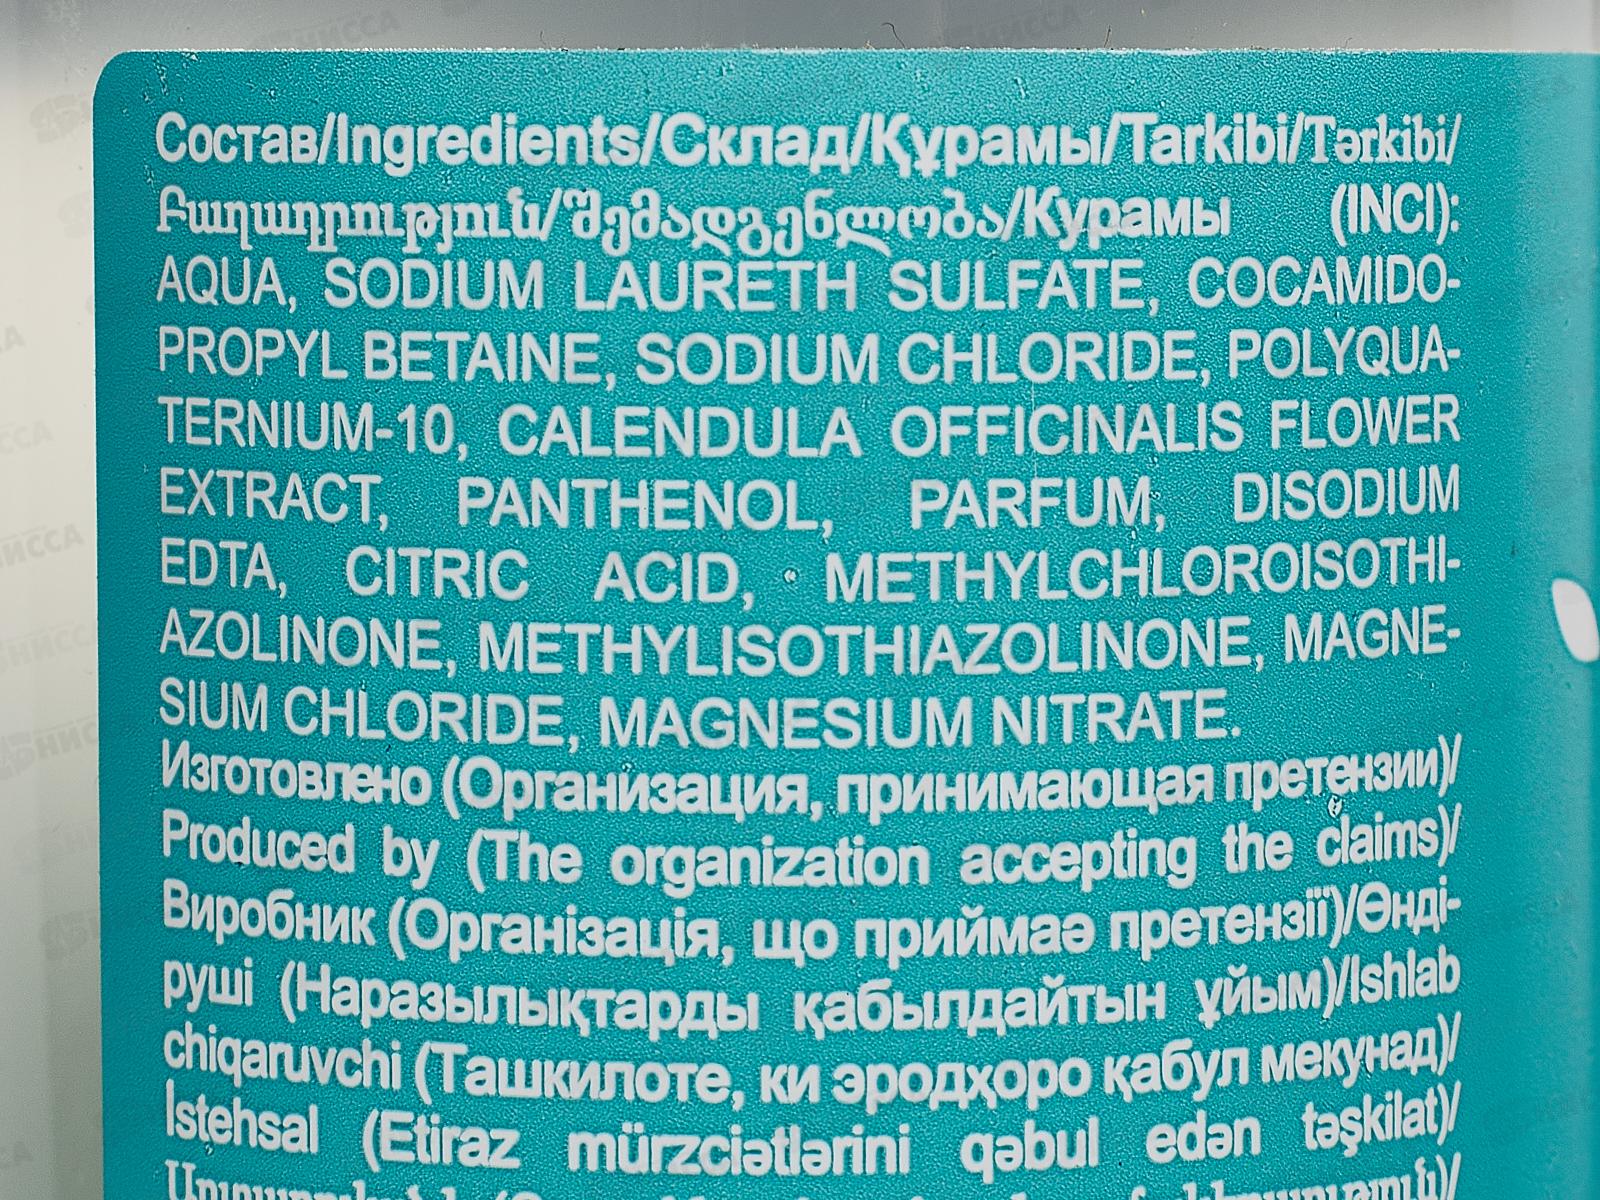 Состав/Ingredients/Склад/Құрамы/Tarkibi/Tərkibi/
Բաղադրություն/შემადგენლობა/Курамы (INCI):
AQUA, SODIUM LAURETH SULFATE, COCAMIDO-
PROPYL BETAINE, SODIUM CHLORIDE, POLYQUA-
TERNIUM-10, CALENDULA OFFICINALIS FLOWER
EXTRACT, PANTHENOL, PARFUM, DISODIUM
EDTA, CITRIC ACID, METHYLCHLOROISOTHI-
AZOLINONE, METHYLISOTHIAZOLINONE, MAGNE-
SIUM CHLORIDE, MAGNESIUM NITRATE.
Изготовлено (Организация, принимающая претензии)/
Produced by (The organization accepting the claims)/
Виробник (Організація, що приймаә претензії)/Өнді-
руші (Наразылықтарды қабылдайтын ұйым)/Ishlab
chiqaruvchi (Ташкилоте, ки эродҳоро қабул мекунад)/
İstehsal (Etiraz mürzciətlərini qəbul edən təşkilat)/